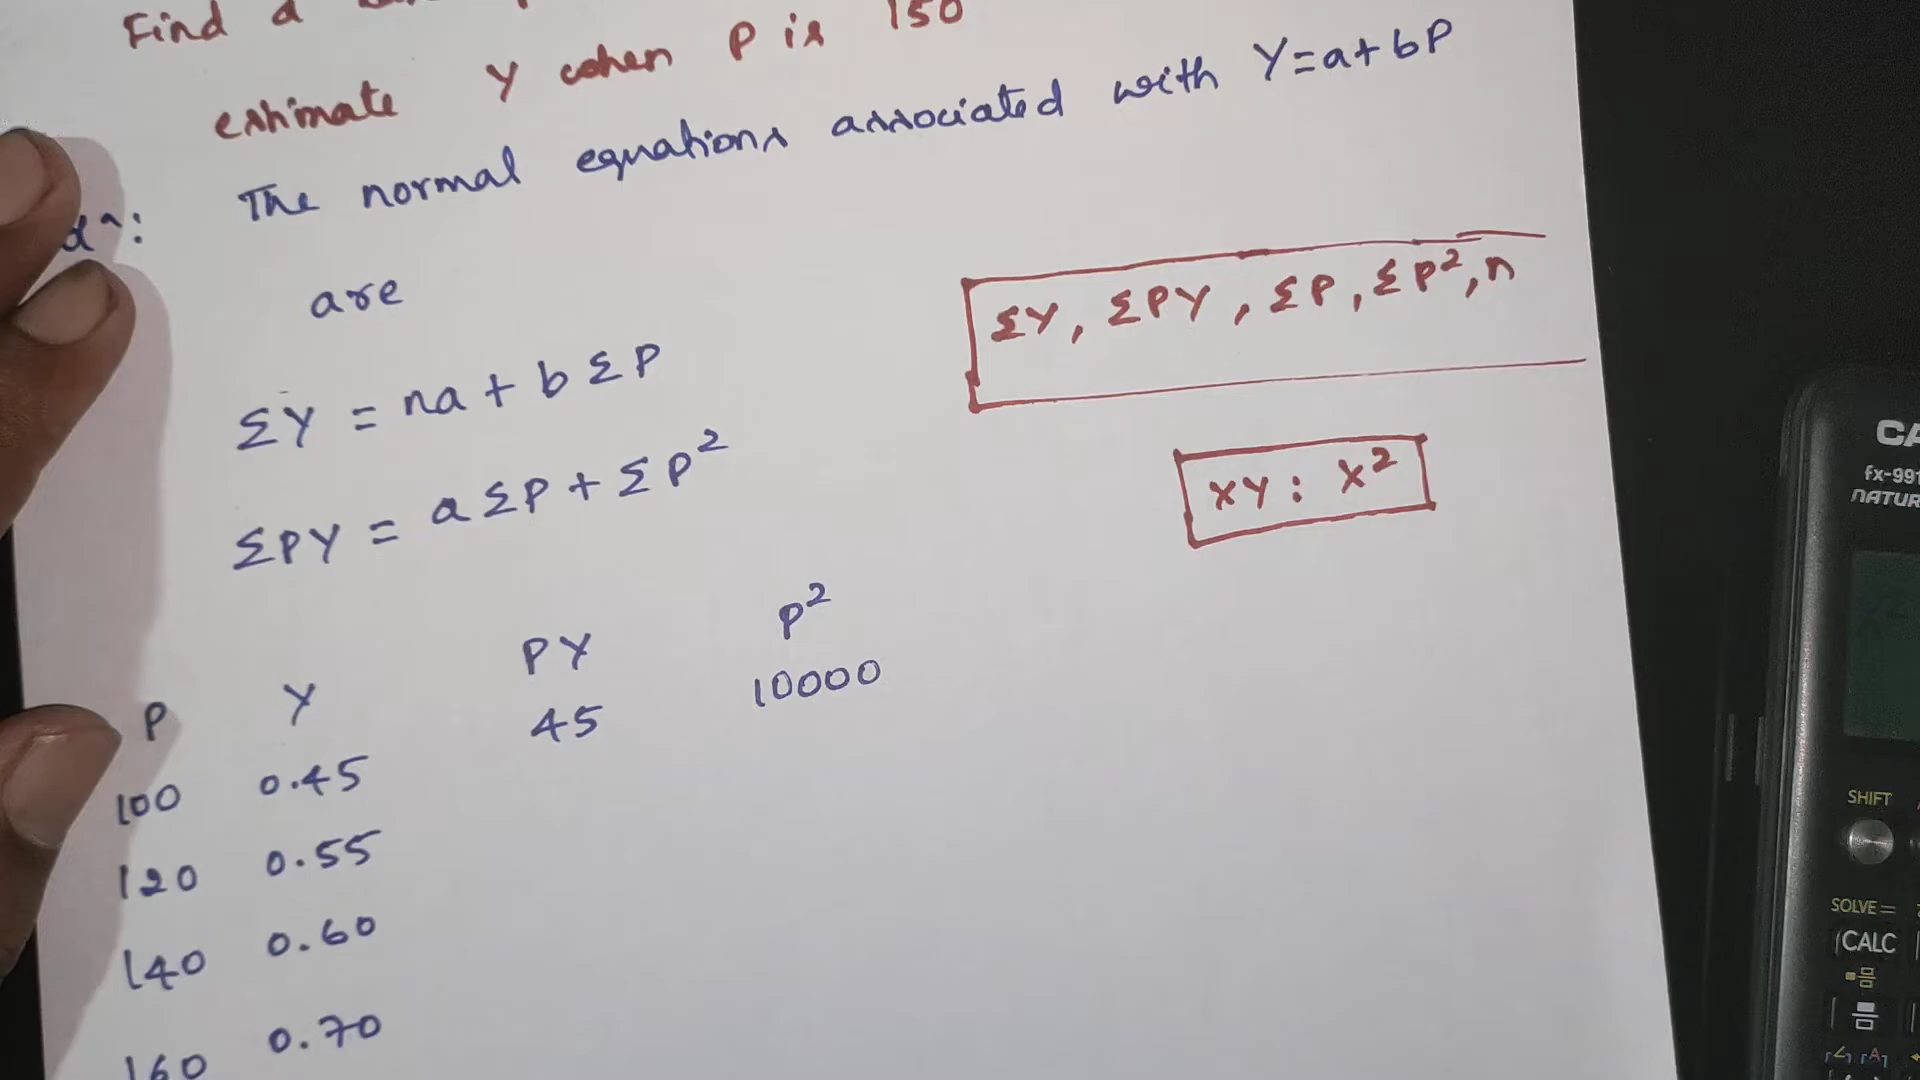 Find a
estimate Y when P is 150
The normal equations associated with Y=a+bP
are
ΣY, ΣPY, ΣP, ΣP², n
ΣY = na + b ΣP
XY : X²
ΣPY = a ΣP + ΣP²
P Y PY P²
100 0.45 45 10000
120 0.55
140 0.60
160 0.70
CA
fx-991
NATUR
SHIFT
SOLVE =
CALC